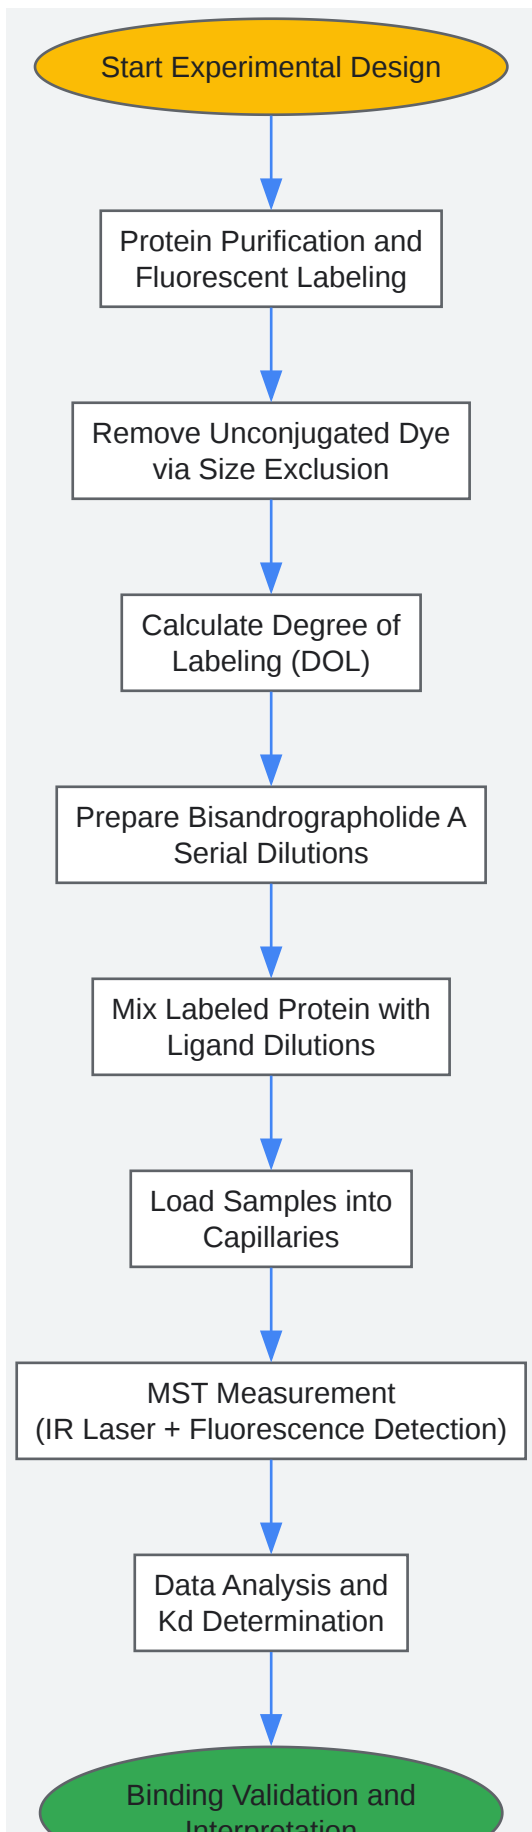 Start Experimental Design
Protein Purification and
Fluorescent Labeling
Remove Unconjugated Dye
via Size Exclusion
Calculate Degree of
Labeling (DOL)
Prepare Bisandrographolide A
Serial Dilutions
Mix Labeled Protein with
Ligand Dilutions
Load Samples into
Capillaries
MST Measurement
(IR Laser + Fluorescence Detection)
Data Analysis and
Kd Determination
Binding Validation and
Interpretation